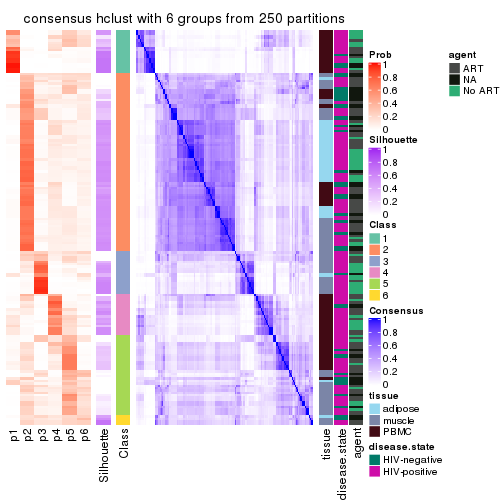 consensus hclust with 6 groups from 250 partitions
Prob
1
0.8
0.6
0.4
0.2
0
agent
ART
NA
No ART
Silhouette
1
0.8
0.6
0.4
0.2
0
Class
1
2
3
4
5
6
Consensus
1
0.8
0.6
0.4
0.2
0
tissue
adipose
muscle
PBMC
disease.state
HIV-negative
HIV-positive
p1
p2
p3
p4
p5
p6
Silhouette
Class
tissue
disease.state
agent